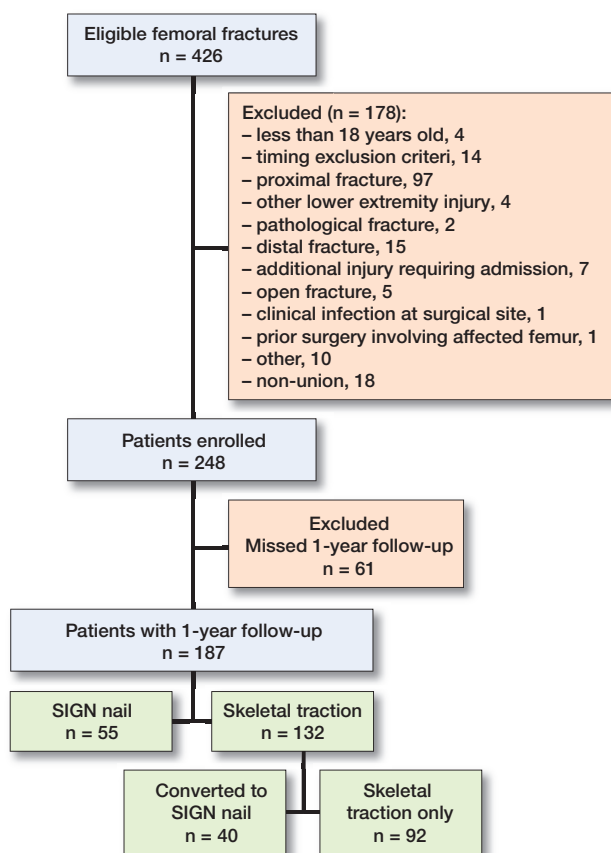 Eligible femoral fractures
n = 426
Excluded (n = 178):
– less than 18 years old, 4
– timing exclusion criteri, 14
– proximal fracture, 97
– other lower extremity injury, 4
– pathological fracture, 2
– distal fracture, 15
– additional injury requiring admission, 7
– open fracture, 5
– clinical infection at surgical site, 1
– prior surgery involving affected femur, 1
– other, 10
– non-union, 18
Patients enrolled
n = 248
Excluded
Missed 1-year follow-up
n = 61
Patients with 1-year follow-up
n = 187
SIGN nail
n = 55
Skeletal traction
n = 132
Converted to
SIGN nail
n = 40
Skeletal
traction only
n = 92